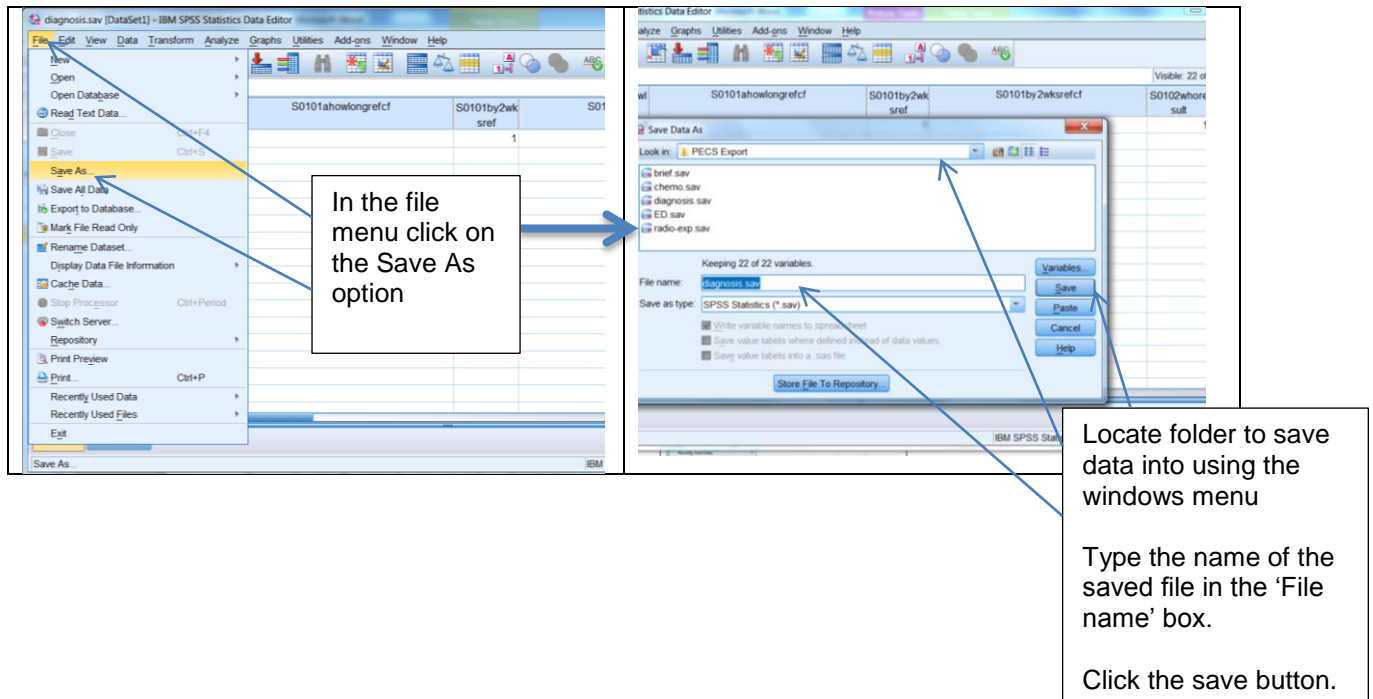 diagnosis.sav [DataSet1] - IBM SPSS Statistics Data Editor
File Edit View Data Transform Analyze Graphs Utilities Add-ons Window Help
New
Open
Open Database
Read Text Data...
Close Ctrl+F4
Save Ctrl+S
Save As...
Save All Data
Export to Database...
Mark File Read Only
Rename Dataset...
Display Data File Information
Cache Data...
Stop Processor Ctrl+Period
Switch Server...
Repository
Print Preview
Print... Ctrl+P
Recently Used Data
Recently Used Files
Exit
S0101ahowlongrefcf
S0101by2wk
sref
S01
1
Save As...
IBM
In the file
menu click on
the Save As
option
tistics Data Editor
alyze Graphs Utilities Add-ons Window Help
Visible: 22 of
wl
S0101ahowlongrefcf
S0101by2wk
sref
S0101by2wksrefcf
S0102whore
sult
1
Save Data As
Look in: PECS Export
brief.sav
chemo.sav
diagnosis.sav
ED.sav
radio-exp.sav
Keeping 22 of 22 variables.
Variables...
File name: diagnosis.sav
Save
Save as type: SPSS Statistics (*.sav)
Paste
Write variable names to spreadsheet
Cancel
Save value labels where defined instead of data values
Help
Save value labels into a .sas file
Store File To Repository...
IBM SPSS Stati
Locate folder to save
data into using the
windows menu
Type the name of the
saved file in the ‘File
name’ box.
Click the save button.